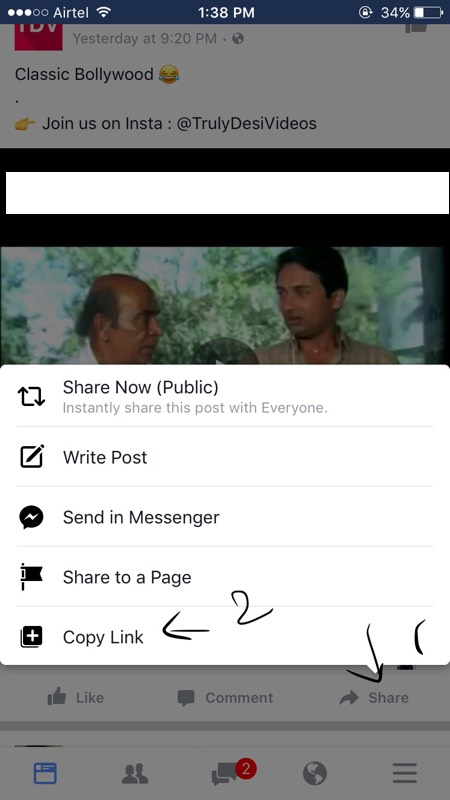 ●●●○○ Airtel 1:38 PM 34%
TDV
Yesterday at 9:20 PM ·
Classic Bollywood 😂
.
👉 Join us on Insta : @TrulyDesiVideos
Share Now (Public)
Instantly share this post with Everyone.
Write Post
Send in Messenger
Share to a Page
Copy Link ← 2
↓ 1
Like Comment Share
2